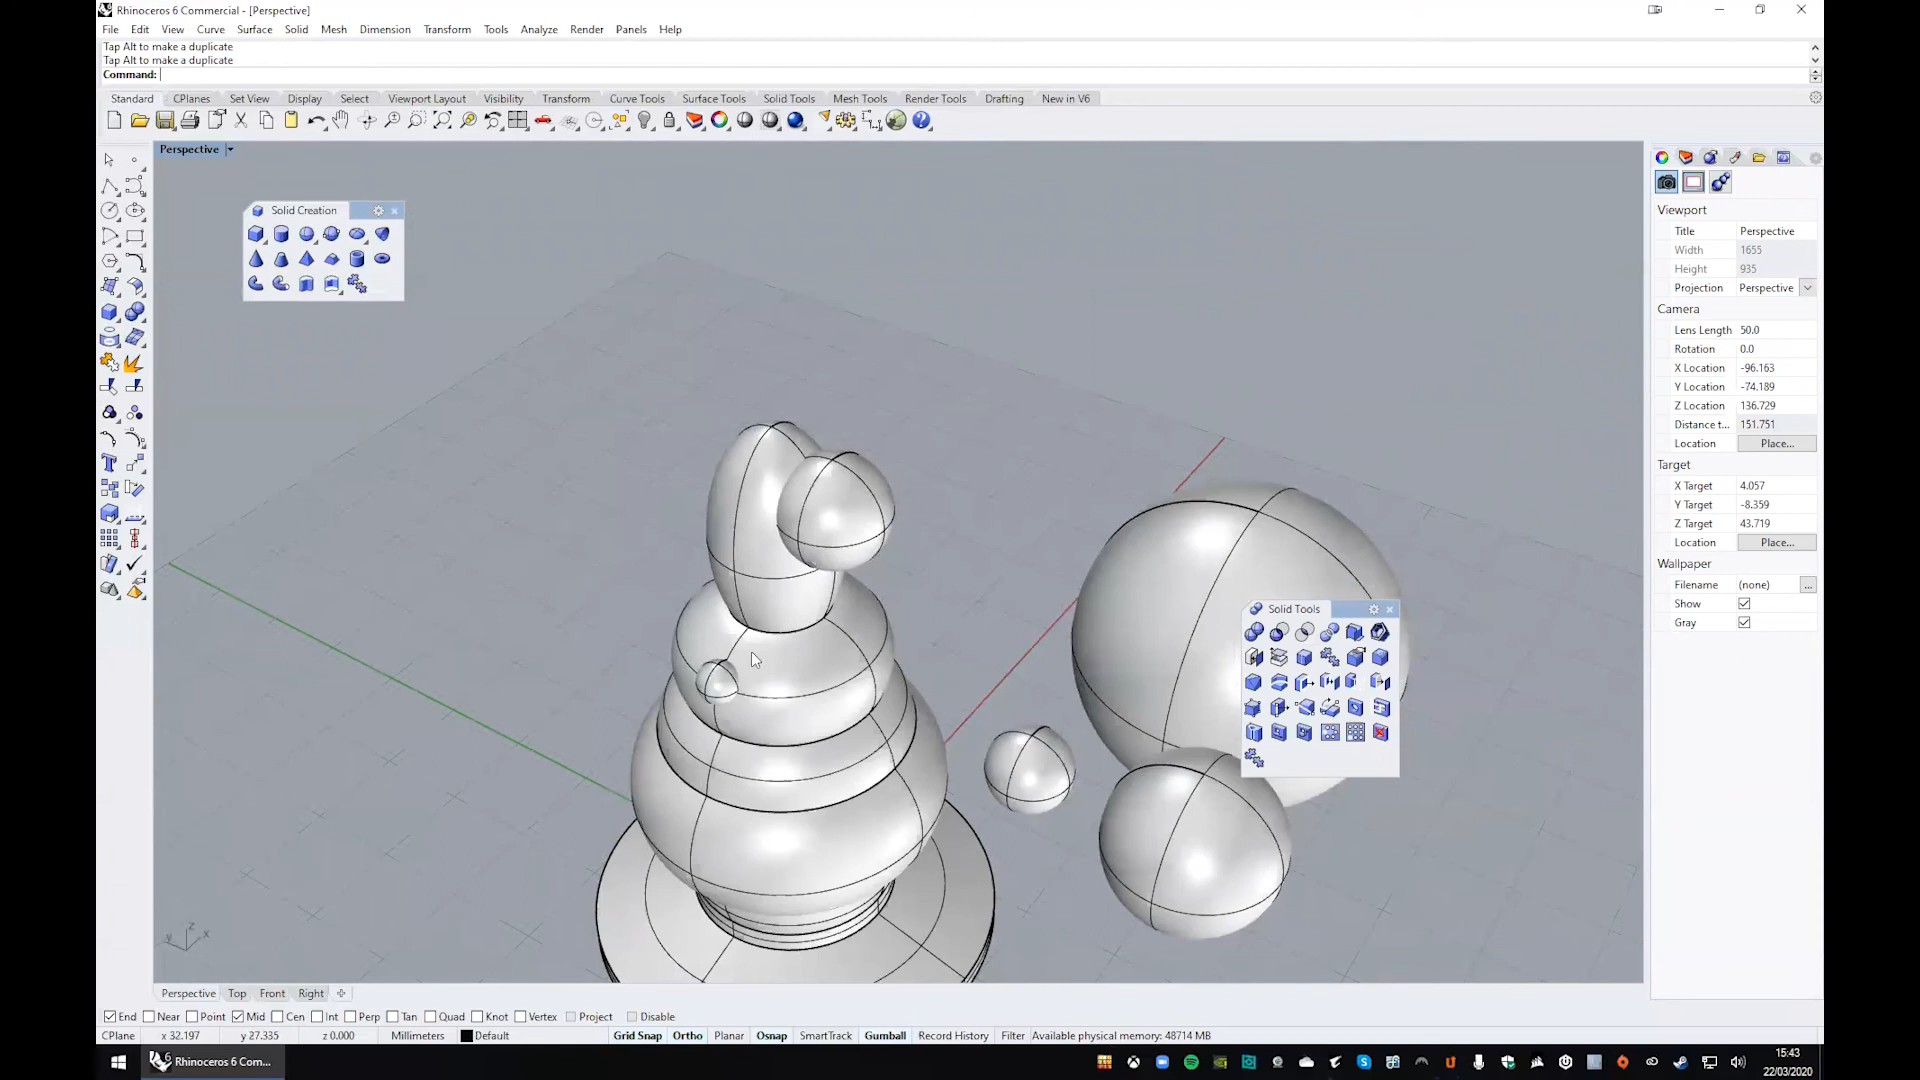 Rhinoceros 6 Commercial - [Perspective]
File Edit View Curve Surface Solid Mesh Dimension Transform Tools Analyze Render Panels Help
Tap Alt to make a duplicate
Tap Alt to make a duplicate
Command:
Standard CPlanes Set View Display Select Viewport Layout Visibility Transform Curve Tools Surface Tools Solid Tools Mesh Tools Render Tools Drafting New in V6
Perspective
Solid Creation
Viewport
Title Perspective
Width 1655
Height 935
Projection Perspective
Camera
Lens Length 50.0
Rotation 0.0
X Location -96.163
Y Location -74.189
Z Location 136.729
Distance t... 151.751
Location Place...
Target
X Target 4.057
Y Target -8.359
Z Target 43.719
Location Place...
Wallpaper
Filename (none) ...
Show
Gray
Solid Tools
z
y x
Perspective Top Front Right
End Near Point Mid Cen Int Perp Tan Quad Knot Vertex Project Disable
CPlane x 32.197 y 27.335 z 0.000 Millimeters Default Grid Snap Ortho Planar Osnap SmartTrack Gumball Record History Filter Available physical memory: 48714 MB
Rhinoceros 6 Com...
15:43
22/03/2020